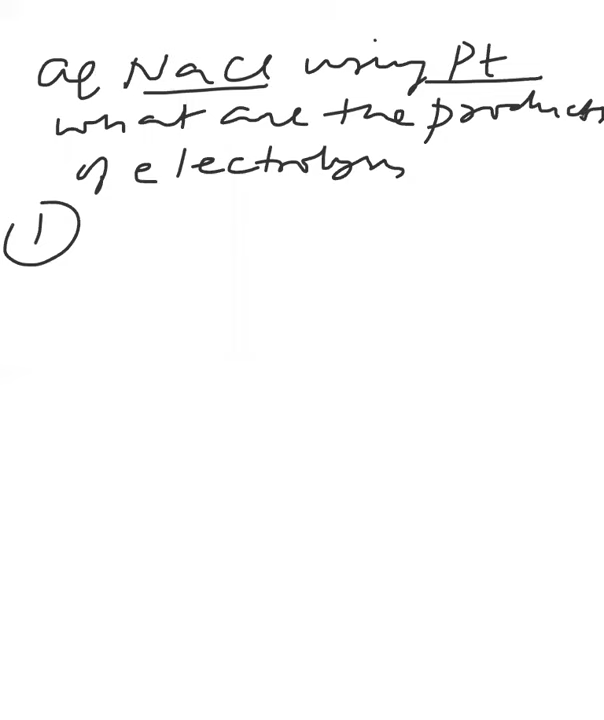 aq NaCl using Pt
what are the products
of electrolysis
1